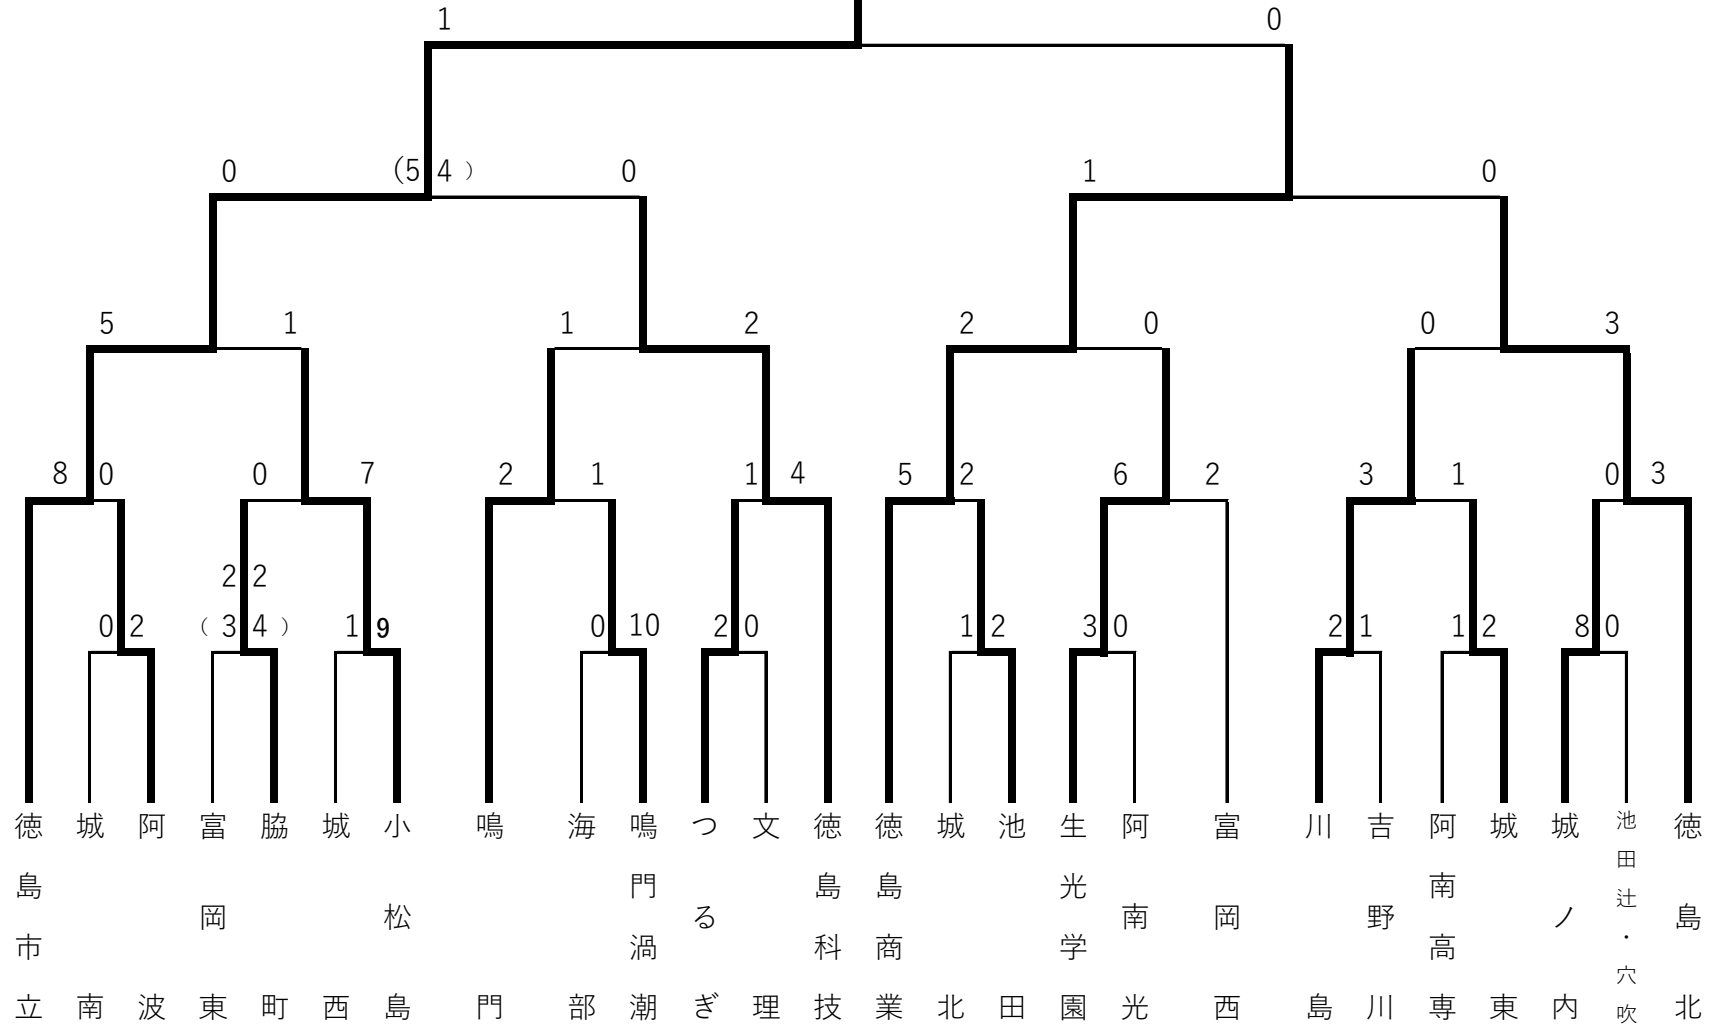 1 0
0 (5 4 ) 0 1 0
5 1 1 2 2 0 0 3
8 0 0 7 2 1 1 4 5 2 6 2 3 1 0 3
2 2
0 2 ( 3 4 ) 1 9 0 10 2 0 1 2 3 0 2 1 1 2 8 0
徳島市立
城南
阿波
富岡東
脇町
城西
小松島
鳴門
海部
鳴門渦潮
つるぎ
文理
徳島科技
徳島商業
城北
池田
生光学園
阿南光
富岡西
川島
吉野川
阿南高専
城東
城ノ内
池田辻・穴吹
徳島北